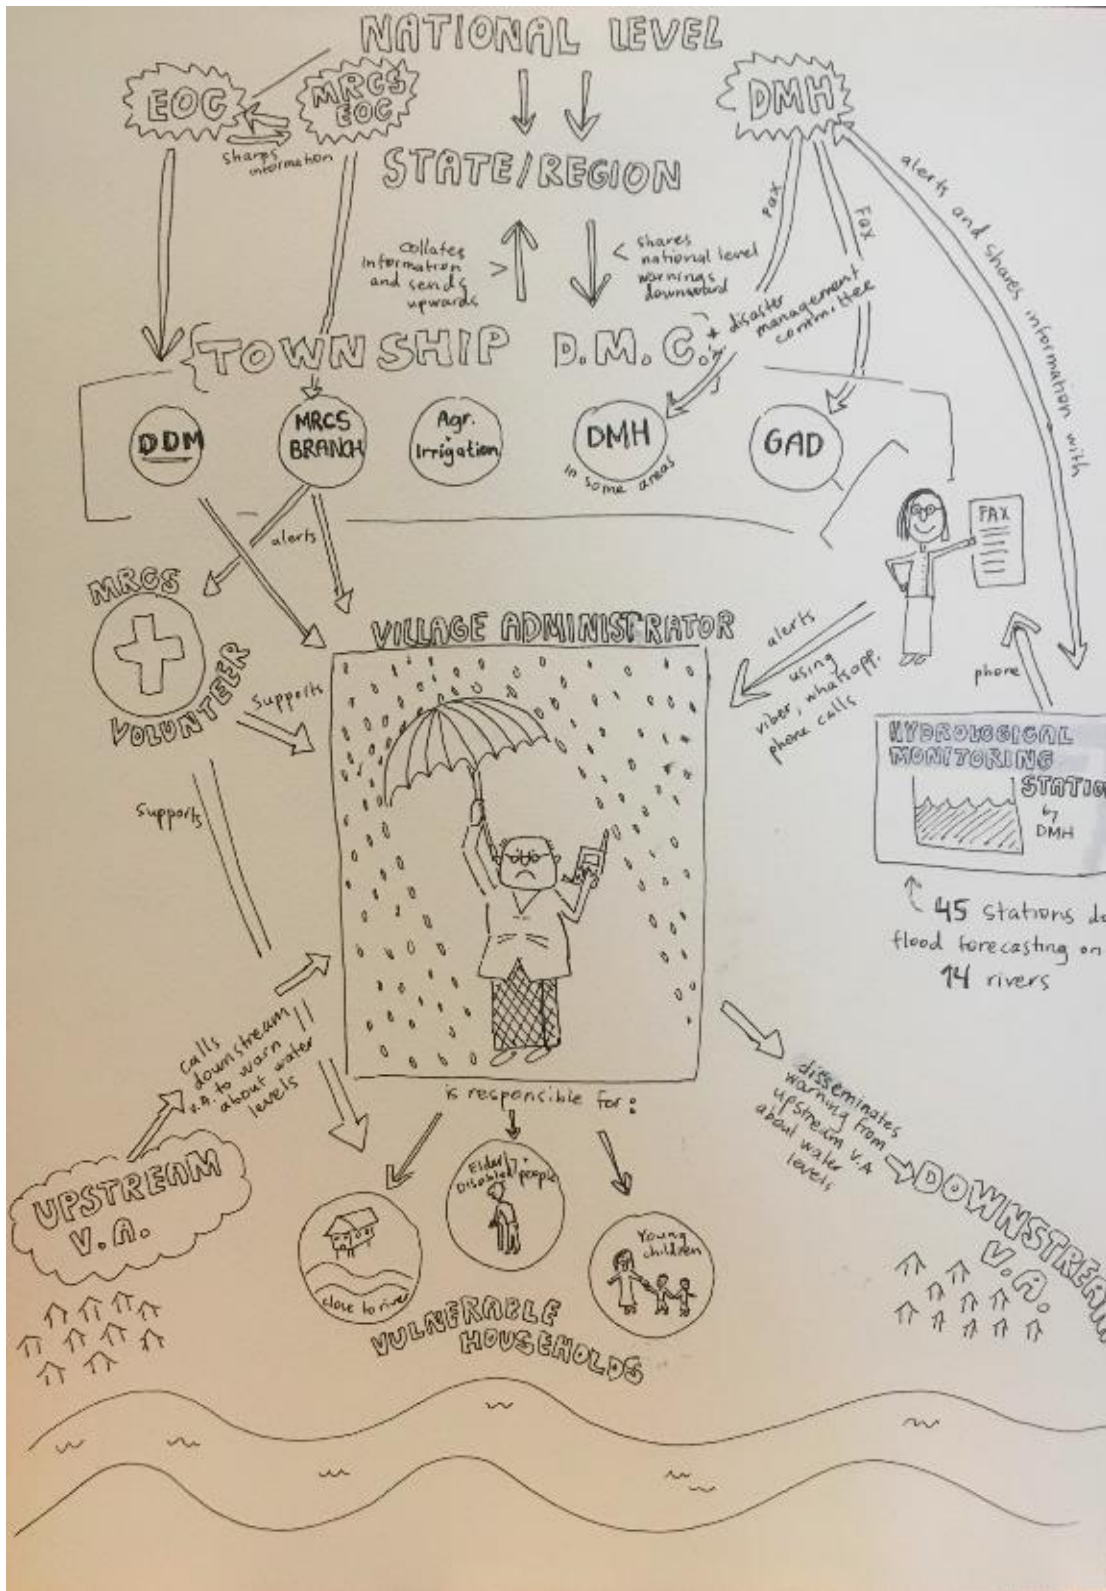 NATIONAL LEVEL
EOC
MRCS
EOC
shares
information
DMH
STATE/REGION
collates
information
and sends
upwards
>
<
shares
national level
warnings
downward
Fax
Fax
alerts and shares information with
{TOWNSHIP D.M.C.}
* disaster
management
committee
DDM
MRCS
BRANCH
Agr.
+
Irrigation
DMH
in some areas
GAD
FAX
alerts
MRCS
VOLUNTEER
supports
supports
VILLAGE ADMINISTRATOR
alerts
using
viber, whatsapp.
phone calls
phone
HYDROLOGICAL
MONITORING
STATIO
by
DMH
45 stations do
flood forecasting on
14 rivers
calls
downstream
V.A. to warn
about water
levels
UPSTREAM
V.A.
is responsible for:
close to river
Elderly +
Disabled people
Young
children
VULNERABLE
HOUSEHOLDS
disseminates
warning from
upstream V.A
about water
levels
DOWNSTREAM
V.A.